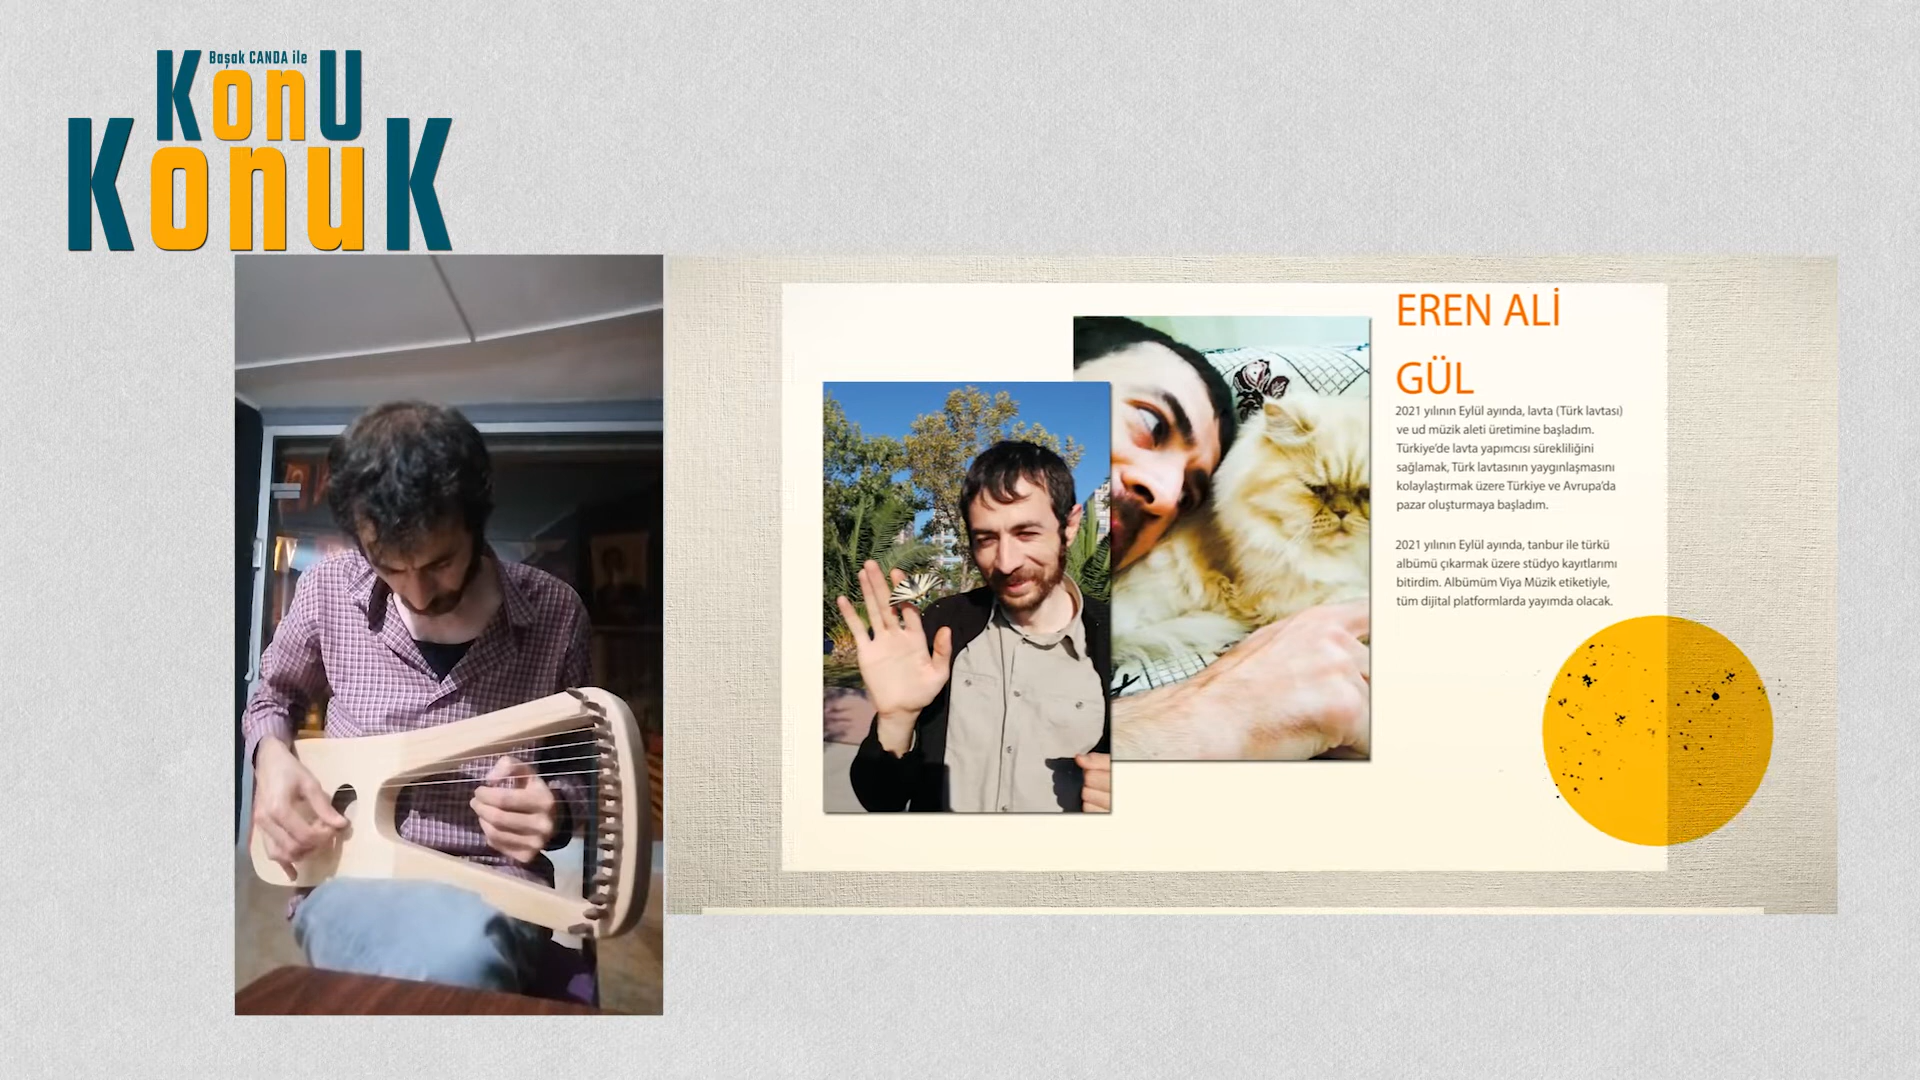 Başak CANDA ile
KonU
KonuK
EREN ALİ
GÜL
2021 yılının Eylül ayında, lavta (Türk lavtası)
ve ud müzik aleti üretimine başladım.
Türkiye'de lavta yapımcısı sürekliliğini
sağlamak, Türk lavtasının yaygınlaşmasını
kolaylaştırmak üzere Türkiye ve Avrupa'da
pazar oluşturmaya başladım.
2021 yılının Eylül ayında, tanbur ile türkü
albümü çıkarmak üzere stüdyo kayıtlarımı
bitirdim. Albümüm Viya Müzik etiketiyle,
tüm dijital platformlarda yayımda olacak.